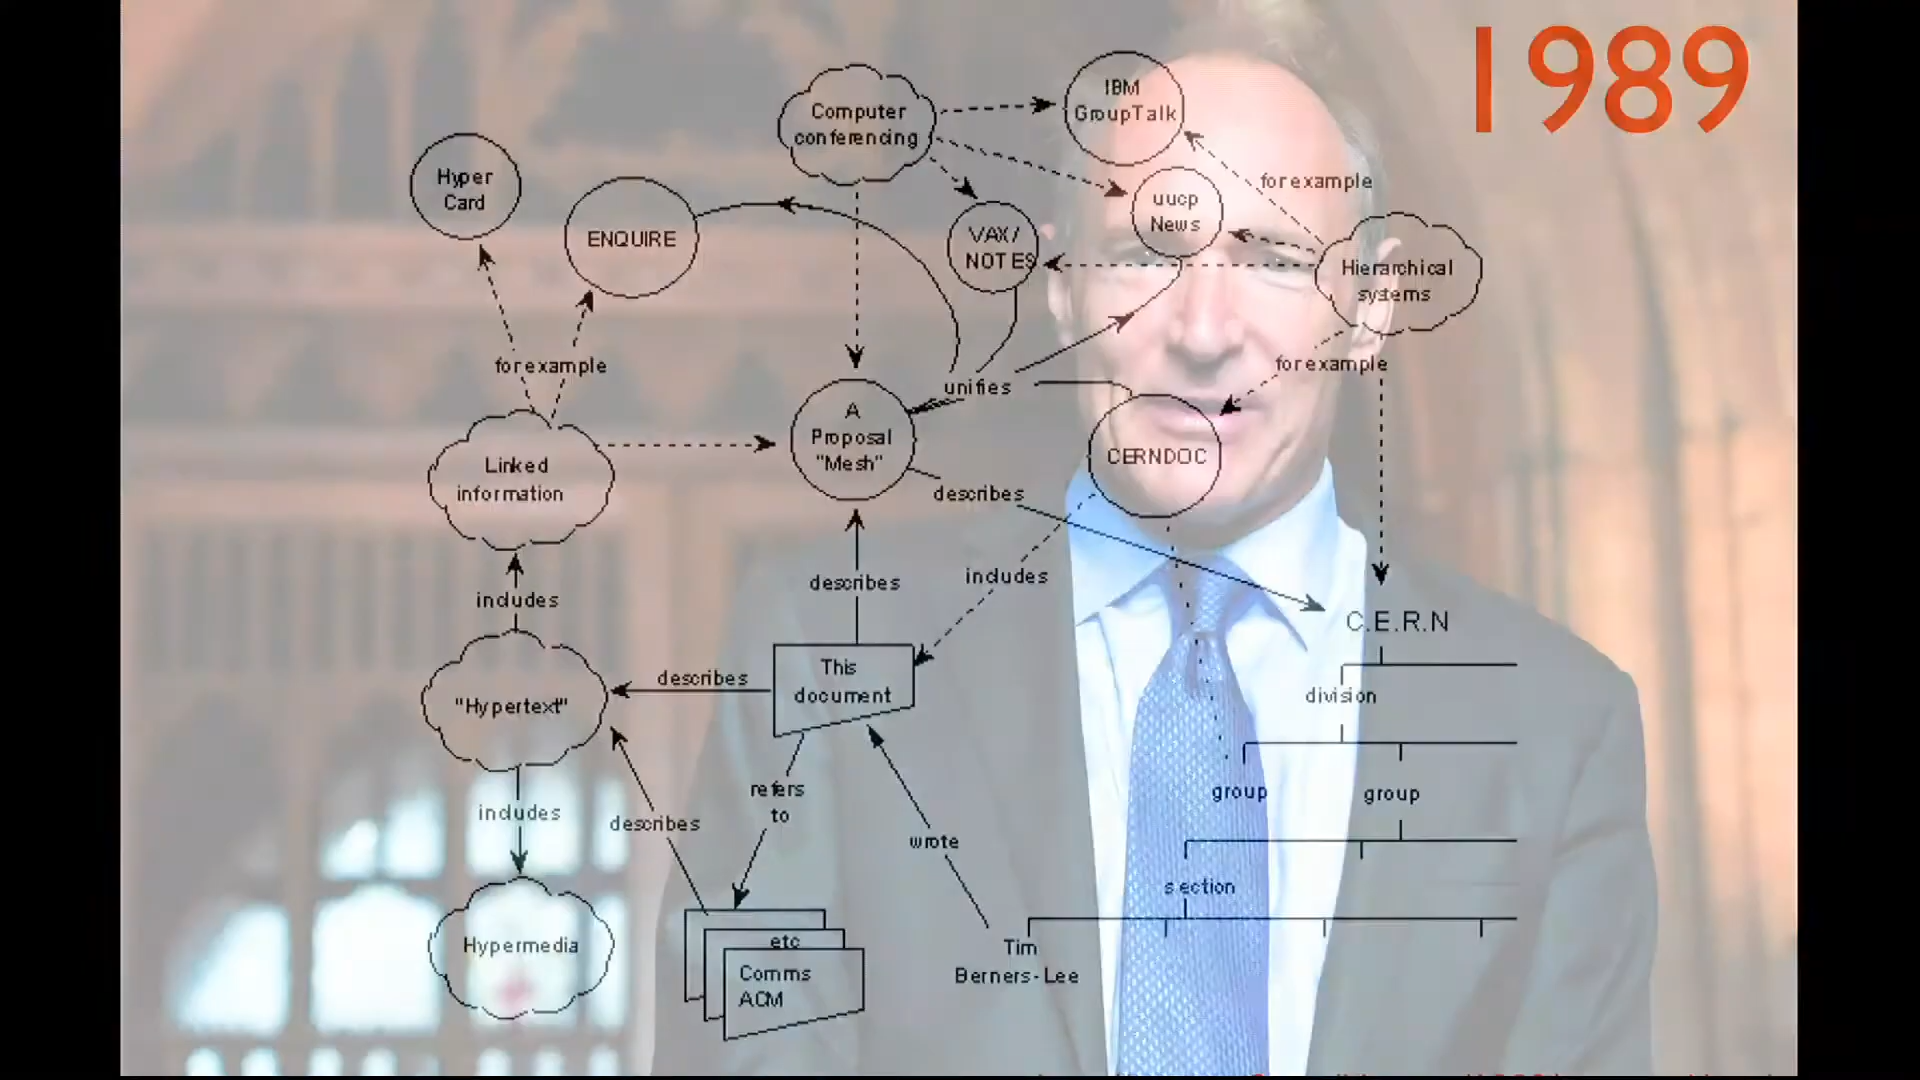 1989
IBM
GroupTalk
Computer
conferencing
Hyper
Card
for example
uucp
News
ENQUIRE
VAX/
NOTES
Hierarchical
systems
for example
for example
unifies
A
Proposal
"Mesh"
CERNDOC
Linked
information
describes
includes
describes
includes
C.E.R.N
This
document
describes
division
"Hypertext"
refers
to
group
group
includes
describes
wrote
section
Hypermedia
etc
Comms
ACM
Tim
Berners-Lee